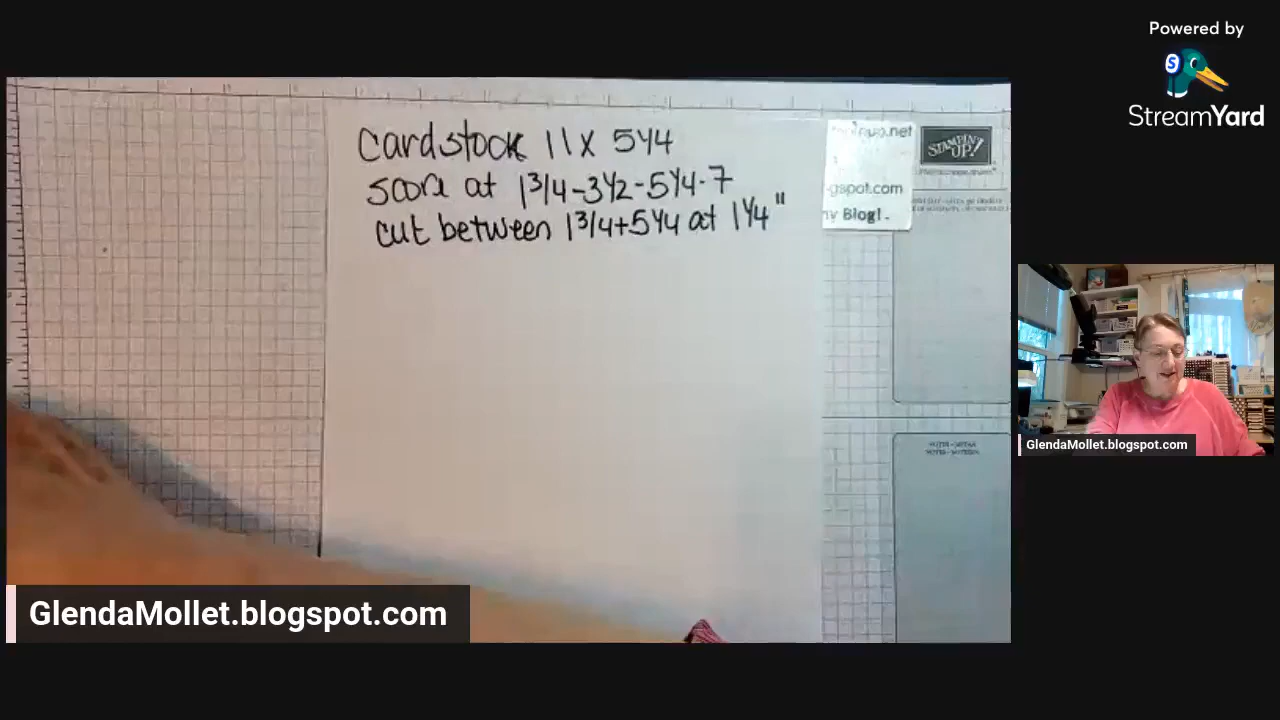 Powered by
StreamYard
cardstock 11 x 5 1/4
score at 1 3/4 - 3 1/2 - 5 1/4 - 7
cut between 1 3/4 + 5 1/4 at 1 1/4"
.net
gspot.com
Blog!
STAMPIN' UP!
GlendaMollet.blogspot.com
GlendaMollet.blogspot.com